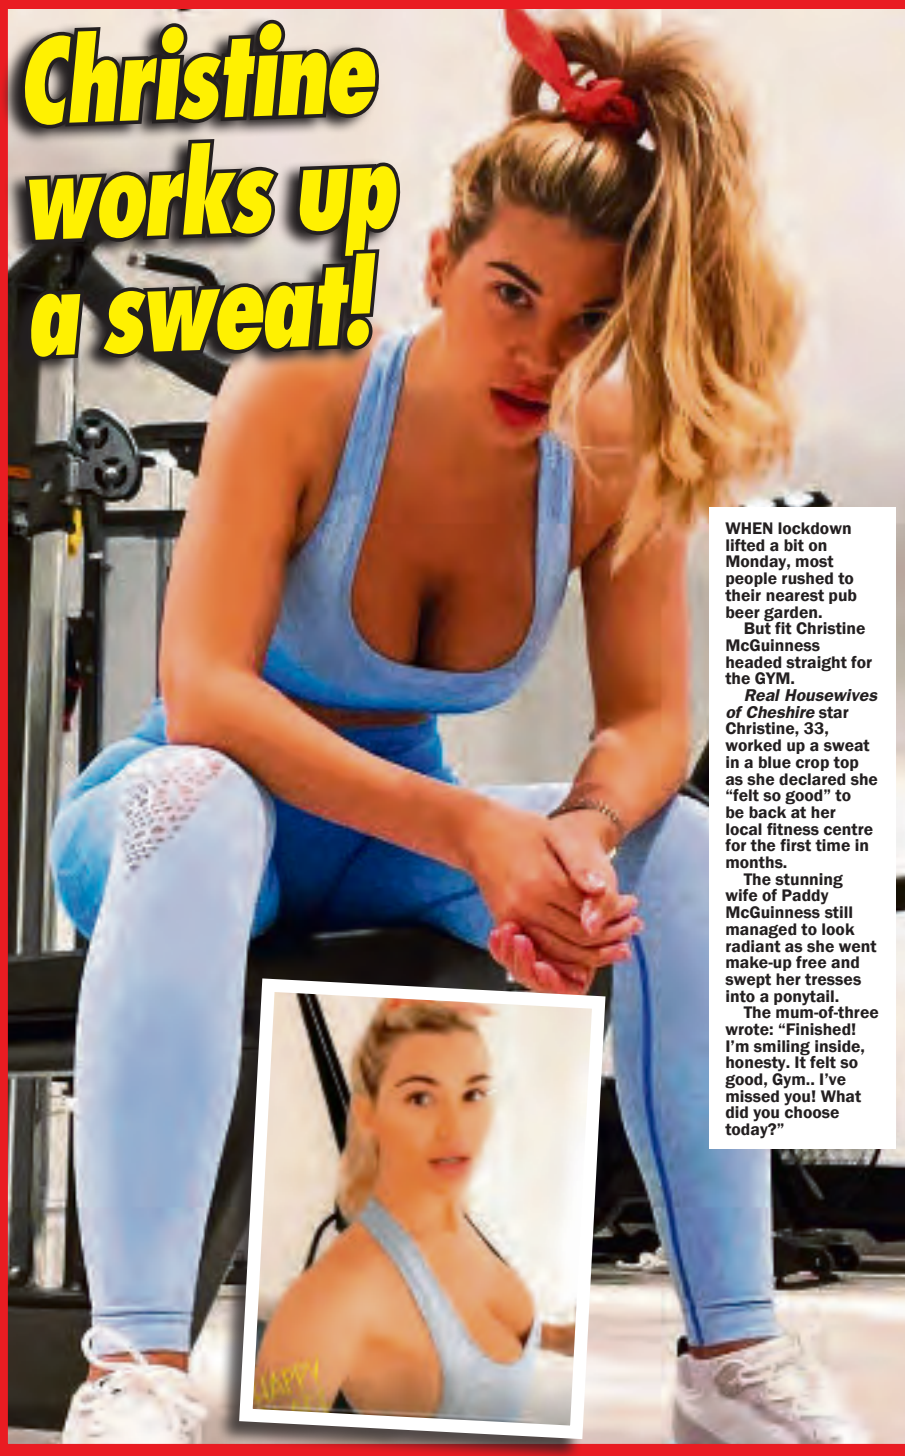 Christine
works up
a sweat!
WHEN lockdown
lifted a bit on
Monday, most
people rushed to
their nearest pub
beer garden.
But fit Christine
McGuinness
headed straight for
the GYM.
Real Housewives
of Cheshire star
Christine, 33,
worked up a sweat
in a blue crop top
as she declared she
“felt so good” to
be back at her
local fitness centre
for the first time in
months.
The stunning
wife of Paddy
McGuinness still
managed to look
radiant as she went
make-up free and
swept her tresses
into a ponytail.
The mum-of-three
wrote: “Finished!
I’m smiling inside,
honesty. It felt so
good, Gym.. I’ve
missed you! What
did you choose
today?”
HAPPY